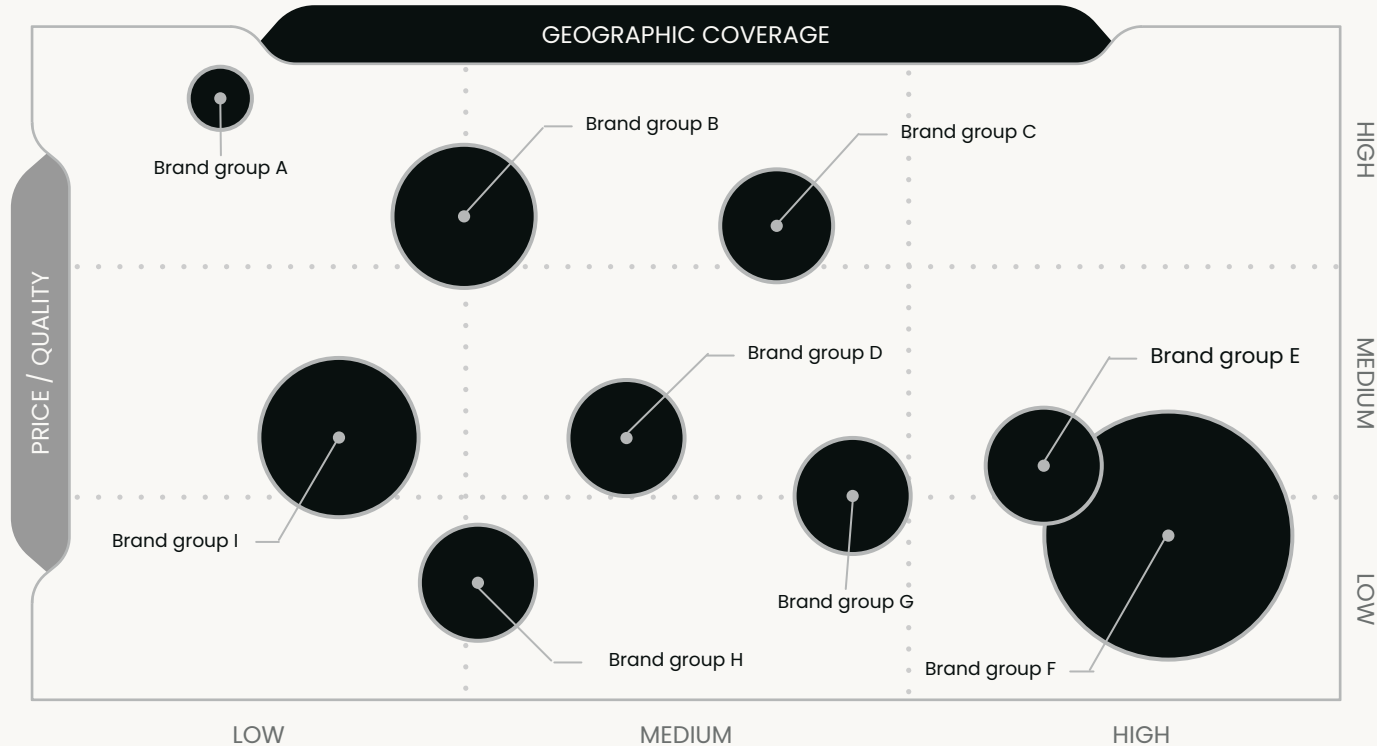 GEOGRAPHIC COVERAGE
Brand group A
Brand group B
Brand group C
HIGH
PRICE / QUALITY
Brand group D
Brand group E
MEDIUM
Brand group I
Brand group G
LOW
Brand group H
Brand group F
LOW
MEDIUM
HIGH